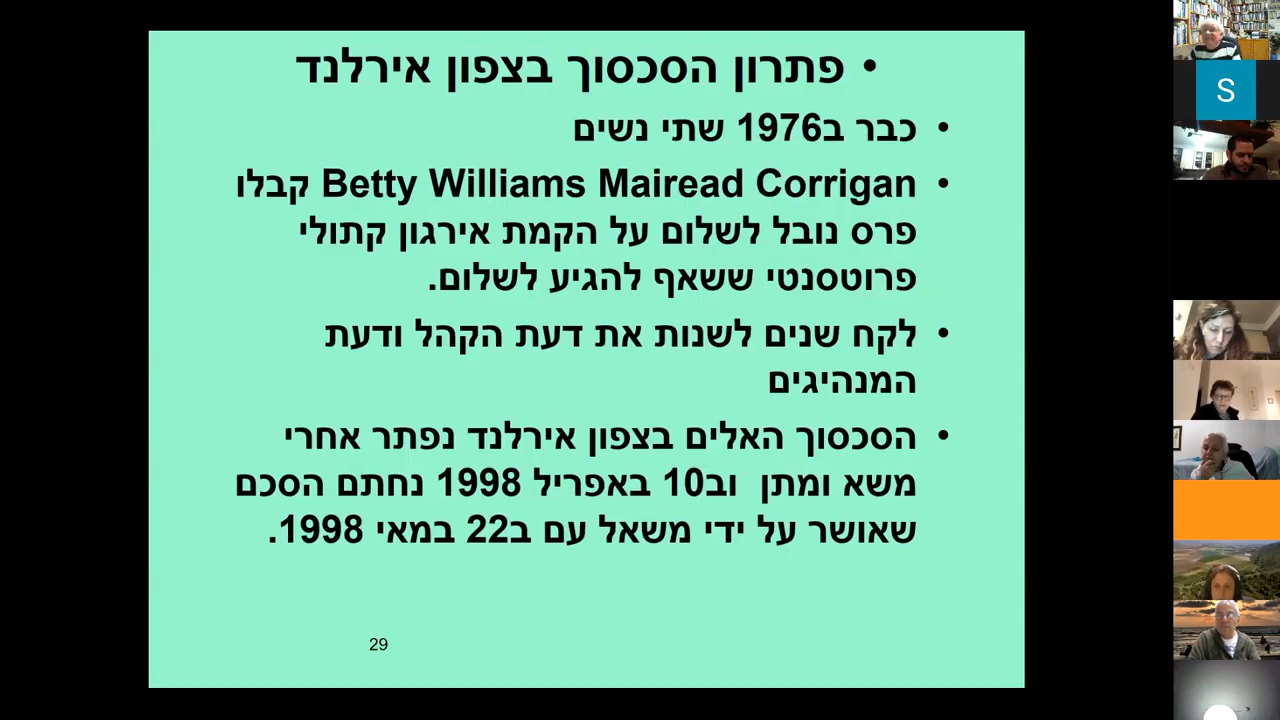 • פתרון הסכסוך בצפון אירלנד
• כבר ב1976 שתי נשים
• Betty Williams Mairead Corrigan קבלו
פרס נובל לשלום על הקמת אירגון קתולי
פרוטסנטי ששאף להגיע לשלום.
• לקח שנים לשנות את דעת הקהל ודעת
המנהיגים
• הסכסוך האלים בצפון אירלנד נפתר אחרי
משא ומתן וב10 באפריל 1998 נחתם הסכם
שאושר על ידי משאל עם ב22 במאי 1998.
29
S